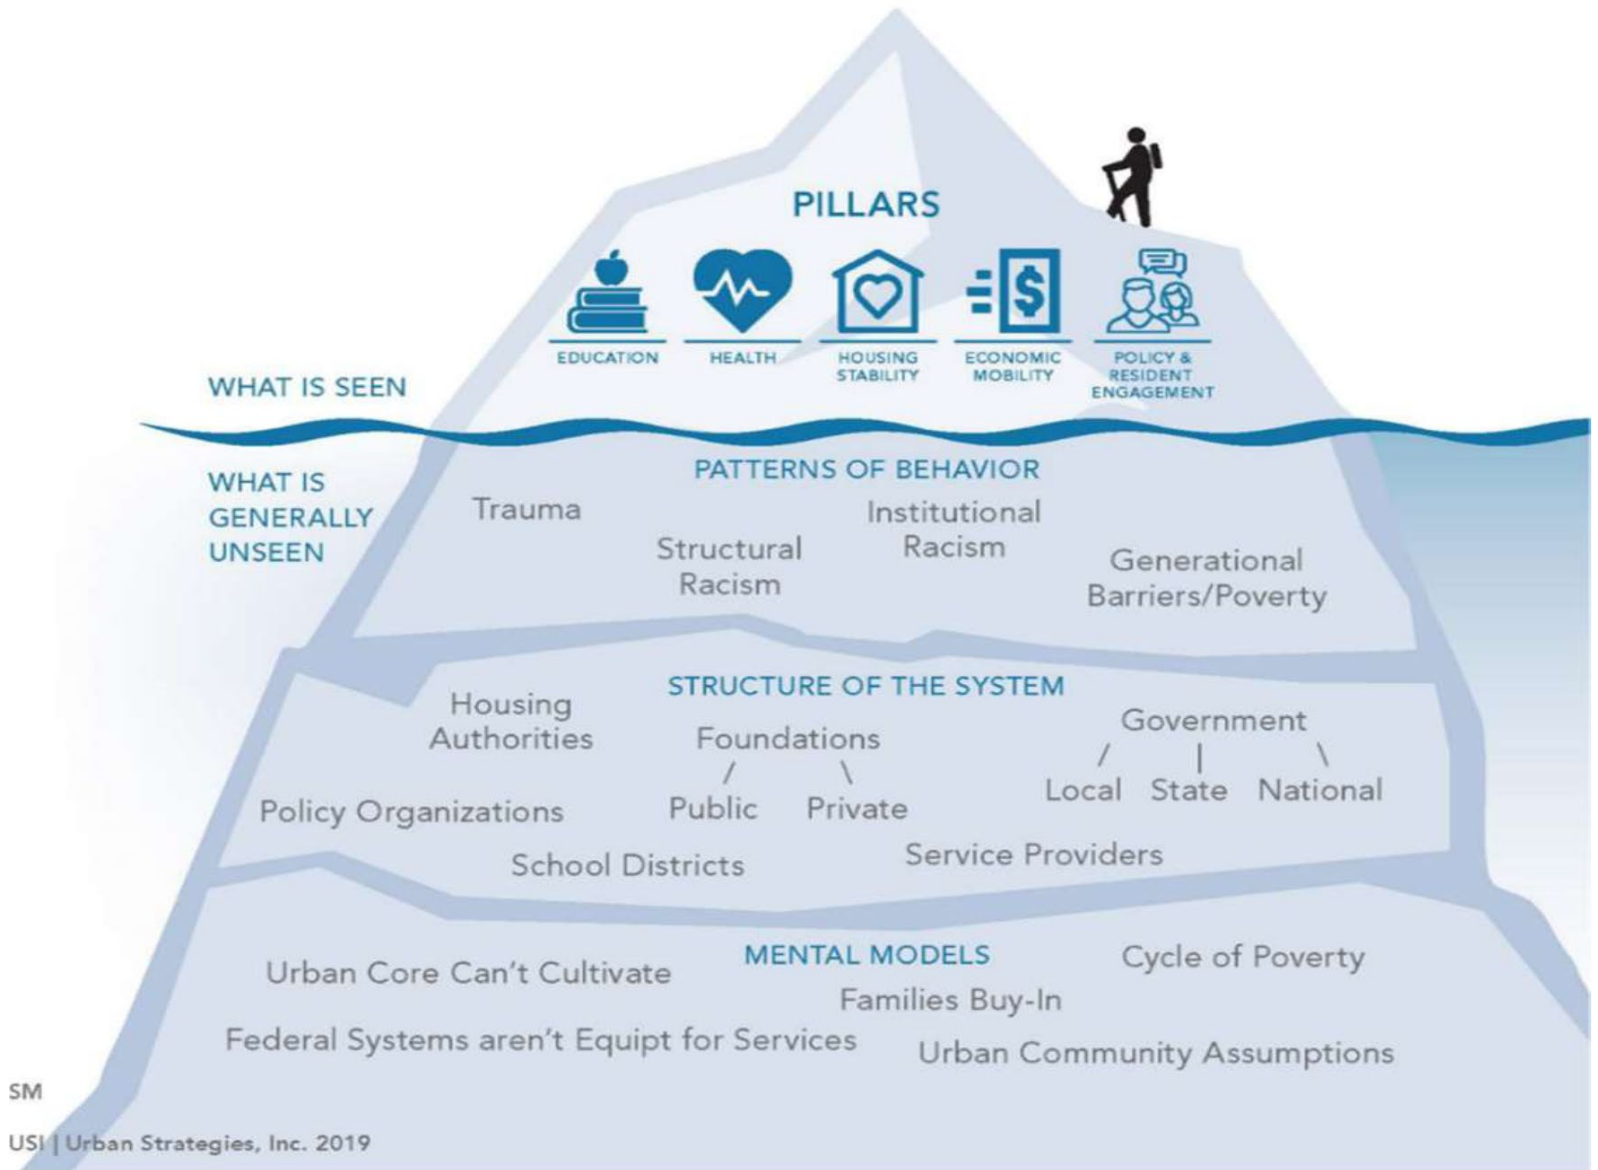 PILLARS
EDUCATION
HEALTH
HOUSING
STABILITY
ECONOMIC
MOBILITY
POLICY &
RESIDENT
ENGAGEMENT
WHAT IS SEEN
WHAT IS
GENERALLY
UNSEEN
PATTERNS OF BEHAVIOR
Trauma
Structural
Racism
Institutional
Racism
Generational
Barriers/Poverty
STRUCTURE OF THE SYSTEM
Housing
Authorities
Foundations
/ \
Public Private
Government
/ | \
Local State National
Policy Organizations
School Districts
Service Providers
MENTAL MODELS
Urban Core Can't Cultivate
Cycle of Poverty
Families Buy-In
Federal Systems aren't Equipt for Services
Urban Community Assumptions
SM
USI | Urban Strategies, Inc. 2019